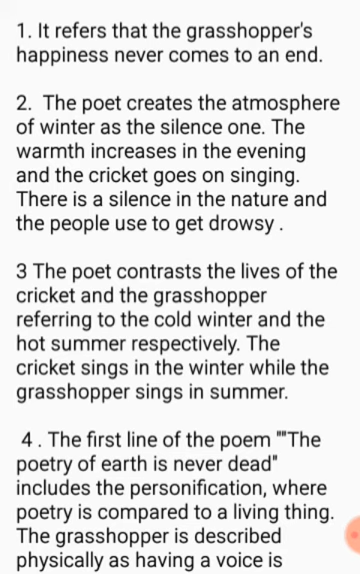 1. It refers that the grasshopper's
happiness never comes to an end.
2. The poet creates the atmosphere
of winter as the silence one. The
warmth increases in the evening
and the cricket goes on singing.
There is a silence in the nature and
the people use to get drowsy .
3 The poet contrasts the lives of the
cricket and the grasshopper
referring to the cold winter and the
hot summer respectively. The
cricket sings in the winter while the
grasshopper sings in summer.
4 . The first line of the poem ""The
poetry of earth is never dead"
includes the personification, where
poetry is compared to a living thing.
The grasshopper is described
physically as having a voice is